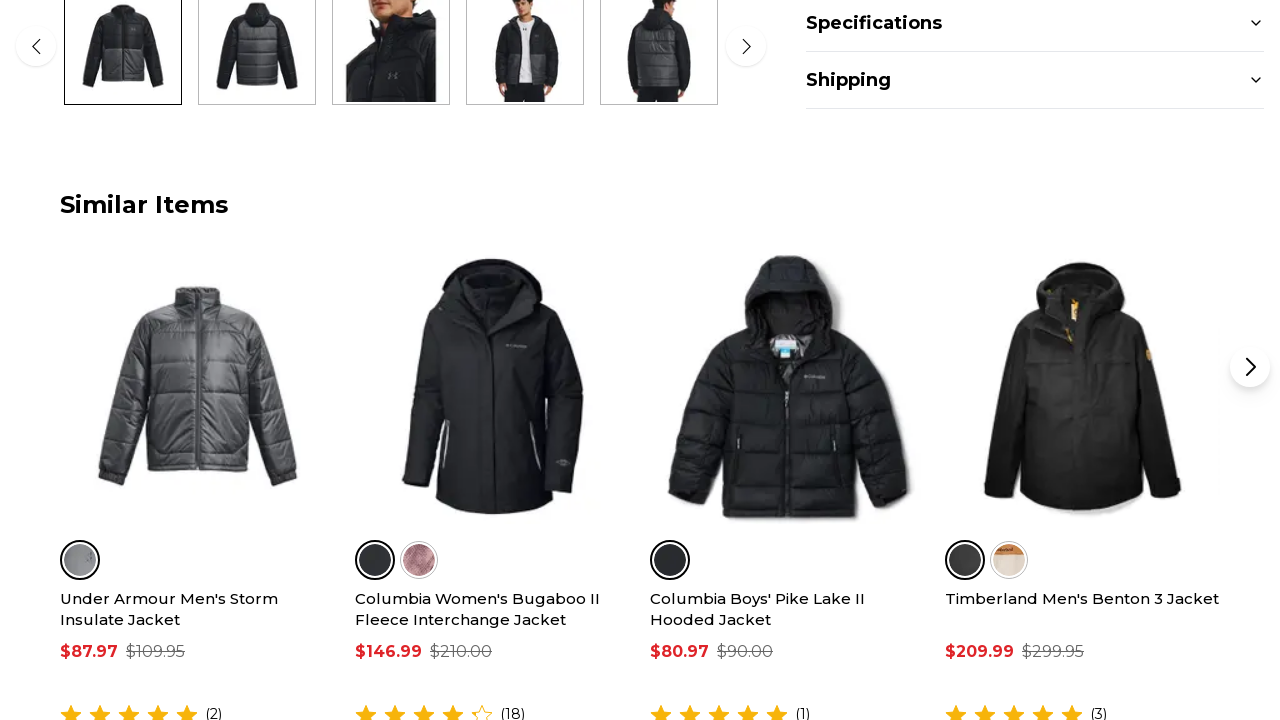 Specifications
Shipping
Similar Items
Under Armour Men's Storm
Insulate Jacket
$87.97 $109.95
(2)
Columbia Women's Bugaboo II
Fleece Interchange Jacket
$146.99 $210.00
(18)
Columbia Boys' Pike Lake II
Hooded Jacket
$80.97 $90.00
(1)
Timberland Men's Benton 3 Jacket
$209.99 $299.95
(3)